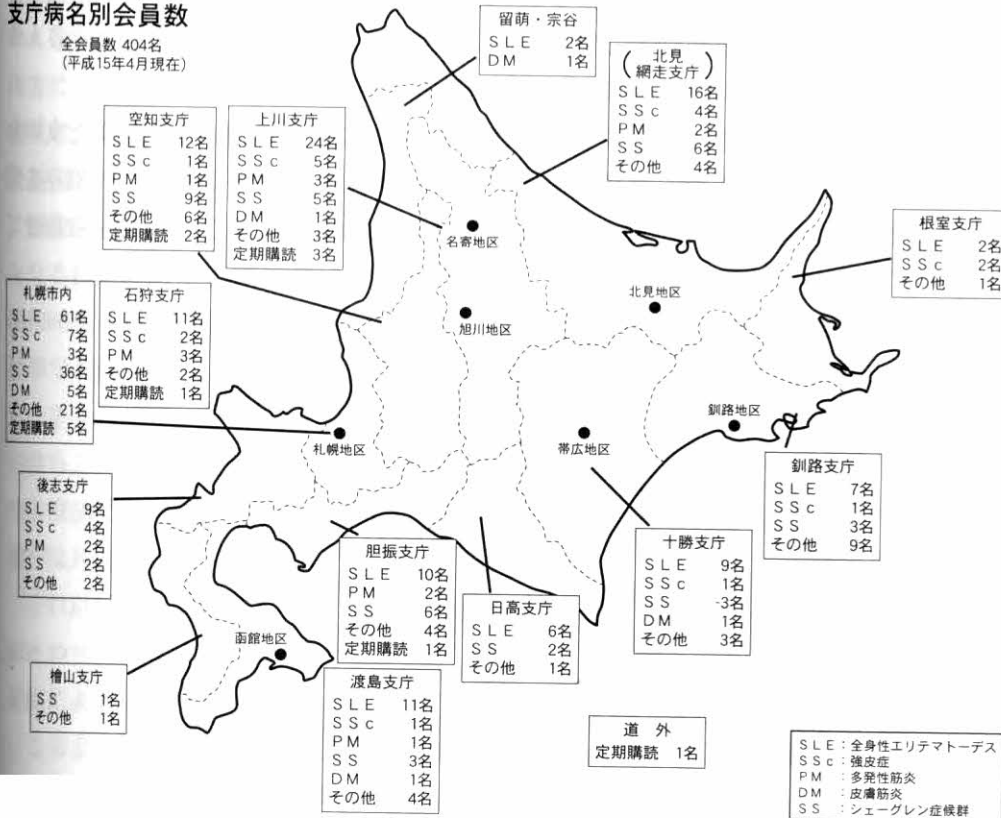 支庁病名別会員数
全会員数 404名
(平成15年4月現在)
留萌・宗谷
SLE 2名
DM 1名
(北見
網走支庁)
SLE 16名
SSc 4名
PM 2名
SS 6名
その他 4名
空知支庁
SLE 12名
SSc 1名
PM 1名
SS 9名
その他 6名
定期購読 2名
上川支庁
SLE 24名
SSc 5名
PM 3名
SS 5名
DM 1名
その他 3名
定期購読 3名
根室支庁
SLE 2名
SSc 2名
その他 1名
名寄地区
旭川地区
北見地区
札幌市内
SLE 61名
SSc 7名
PM 3名
SS 36名
DM 5名
その他 21名
定期購読 5名
石狩支庁
SLE 11名
SSc 2名
PM 3名
その他 2名
定期購読 1名
札幌地区
帯広地区
釧路地区
釧路支庁
SLE 7名
SSc 1名
SS 3名
その他 9名
後志支庁
SLE 9名
SSc 4名
PM 2名
SS 2名
その他 2名
胆振支庁
SLE 10名
PM 2名
SS 6名
その他 4名
定期購読 1名
日高支庁
SLE 6名
SS 2名
その他 1名
十勝支庁
SLE 9名
SSc 1名
SS 3名
DM 1名
その他 3名
函館地区
檜山支庁
SS 1名
その他 1名
渡島支庁
SLE 11名
SSc 1名
PM 1名
SS 3名
DM 1名
その他 4名
道外
定期購読 1名
SLE:全身性エリテマトーデス
SSc:強皮症
PM:多発性筋炎
DM:皮膚筋炎
SS:シェーグレン症候群